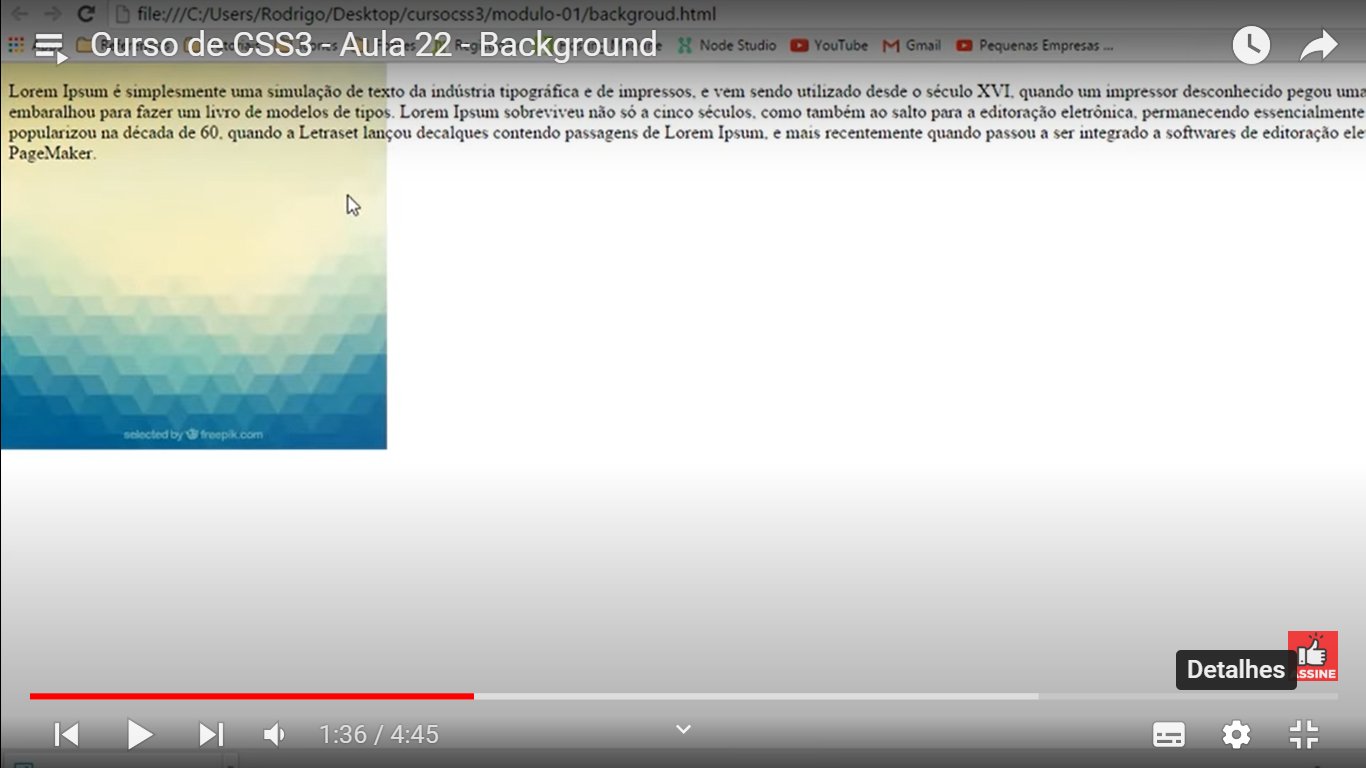 file:///C:/Users/Rodrigo/Desktop/cursocss3/modulo-01/backgroud.html
Curso de CSS3 - Aula 22 - Background
Node Studio YouTube Gmail Pequenas Empresas ...
Lorem Ipsum é simplesmente uma simulação de texto da indústria tipográfica e de impressos, e vem sendo utilizado desde o século XVI, quando um impressor desconhecido pegou uma
embaralhou para fazer um livro de modelos de tipos. Lorem Ipsum sobreviveu não só a cinco séculos, como também ao salto para a editoração eletrônica, permanecendo essencialmente
popularizou na década de 60, quando a Letraset lançou decalques contendo passagens de Lorem Ipsum, e mais recentemente quando passou a ser integrado a softwares de editoração ele
PageMaker.
selected by freepik.com
Detalhes
SSINE
1:36 / 4:45